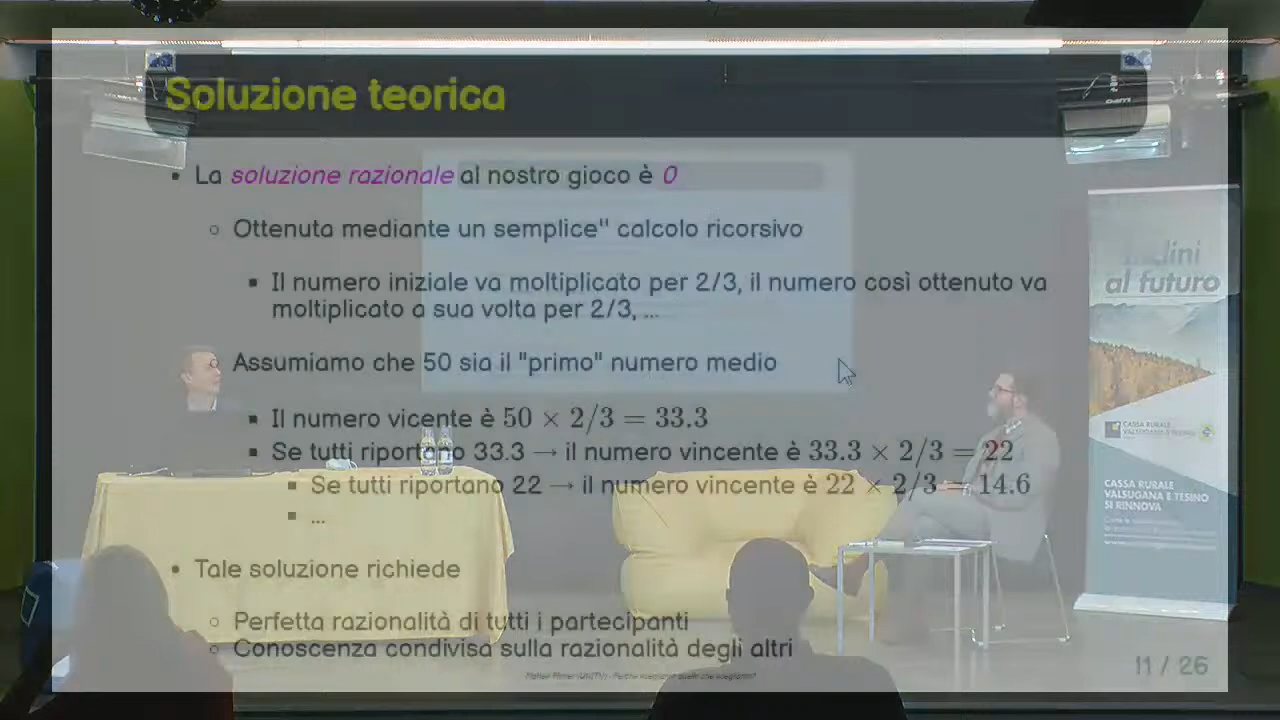 Soluzione teorica
La soluzione razionale al nostro gioco è 0
Ottenuta mediante un semplice" calcolo ricorsivo
Il numero iniziale va moltiplicato per 2/3, il numero così ottenuto va
moltiplicato a sua volta per 2/3, ...
Assumiamo che 50 sia il "primo" numero medio
Il numero vicente è 50 × 2/3 = 33.3
Se tutti riportano 33.3 → il numero vincente è 33.3 × 2/3 = 22
Se tutti riportano 22 → il numero vincente è 22 × 2/3 = 14.6
...
Tale soluzione richiede
Perfetta razionalità di tutti i partecipanti
Conoscenza condivisa sulla razionalità degli altri
11 / 26
al futuro
CASSA RURALE
VALSUGANA E TESINO
CASSA RURALE
VALSUGANA E TESINO
SI RINNOVA